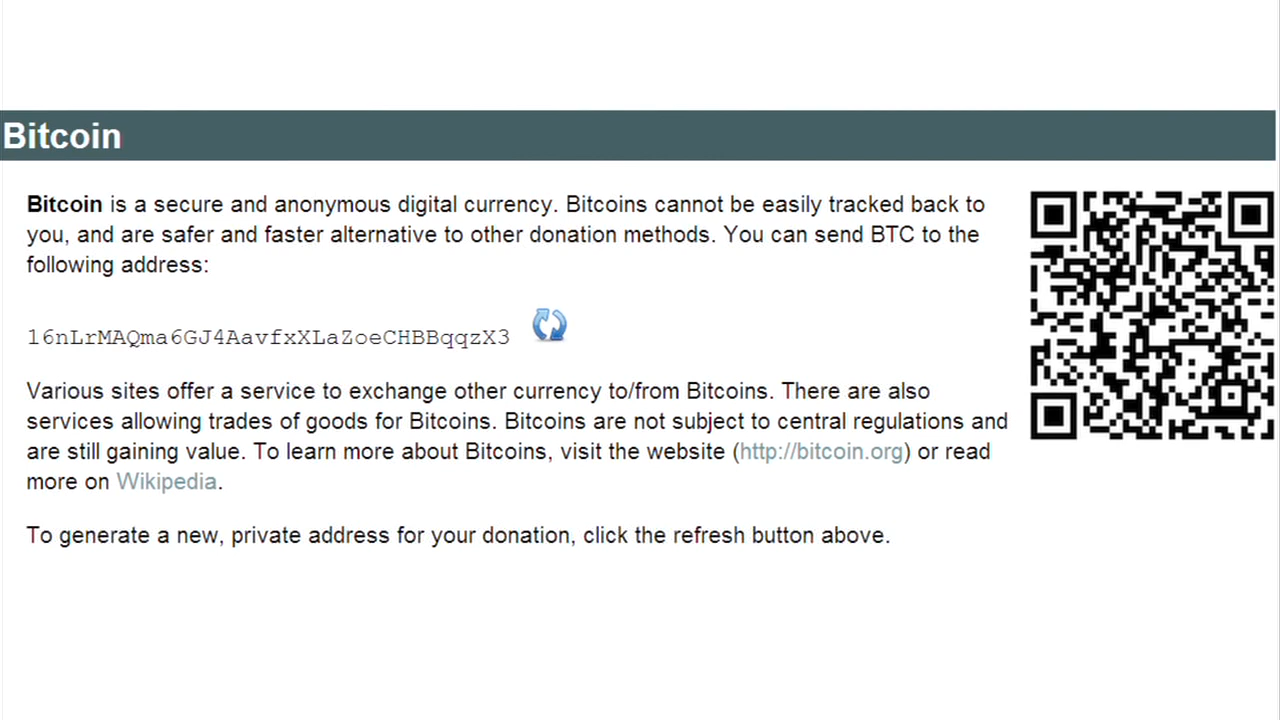 Bitcoin
Bitcoin is a secure and anonymous digital currency. Bitcoins cannot be easily tracked back to
you, and are safer and faster alternative to other donation methods. You can send BTC to the
following address:
16nLrMAQma6GJ4AavfxXLaZoeCHBBqqzX3
Various sites offer a service to exchange other currency to/from Bitcoins. There are also
services allowing trades of goods for Bitcoins. Bitcoins are not subject to central regulations and
are still gaining value. To learn more about Bitcoins, visit the website (http://bitcoin.org) or read
more on Wikipedia.
To generate a new, private address for your donation, click the refresh button above.